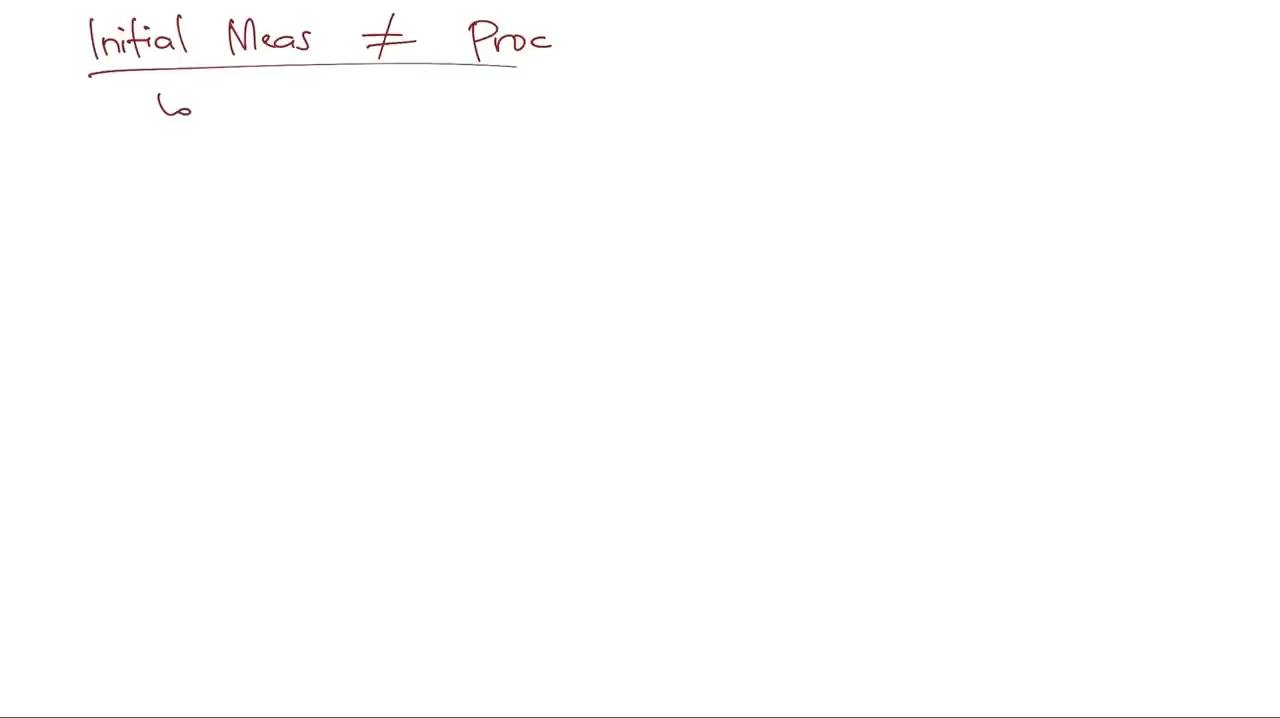 Initial Meas ≠ Proc
↳